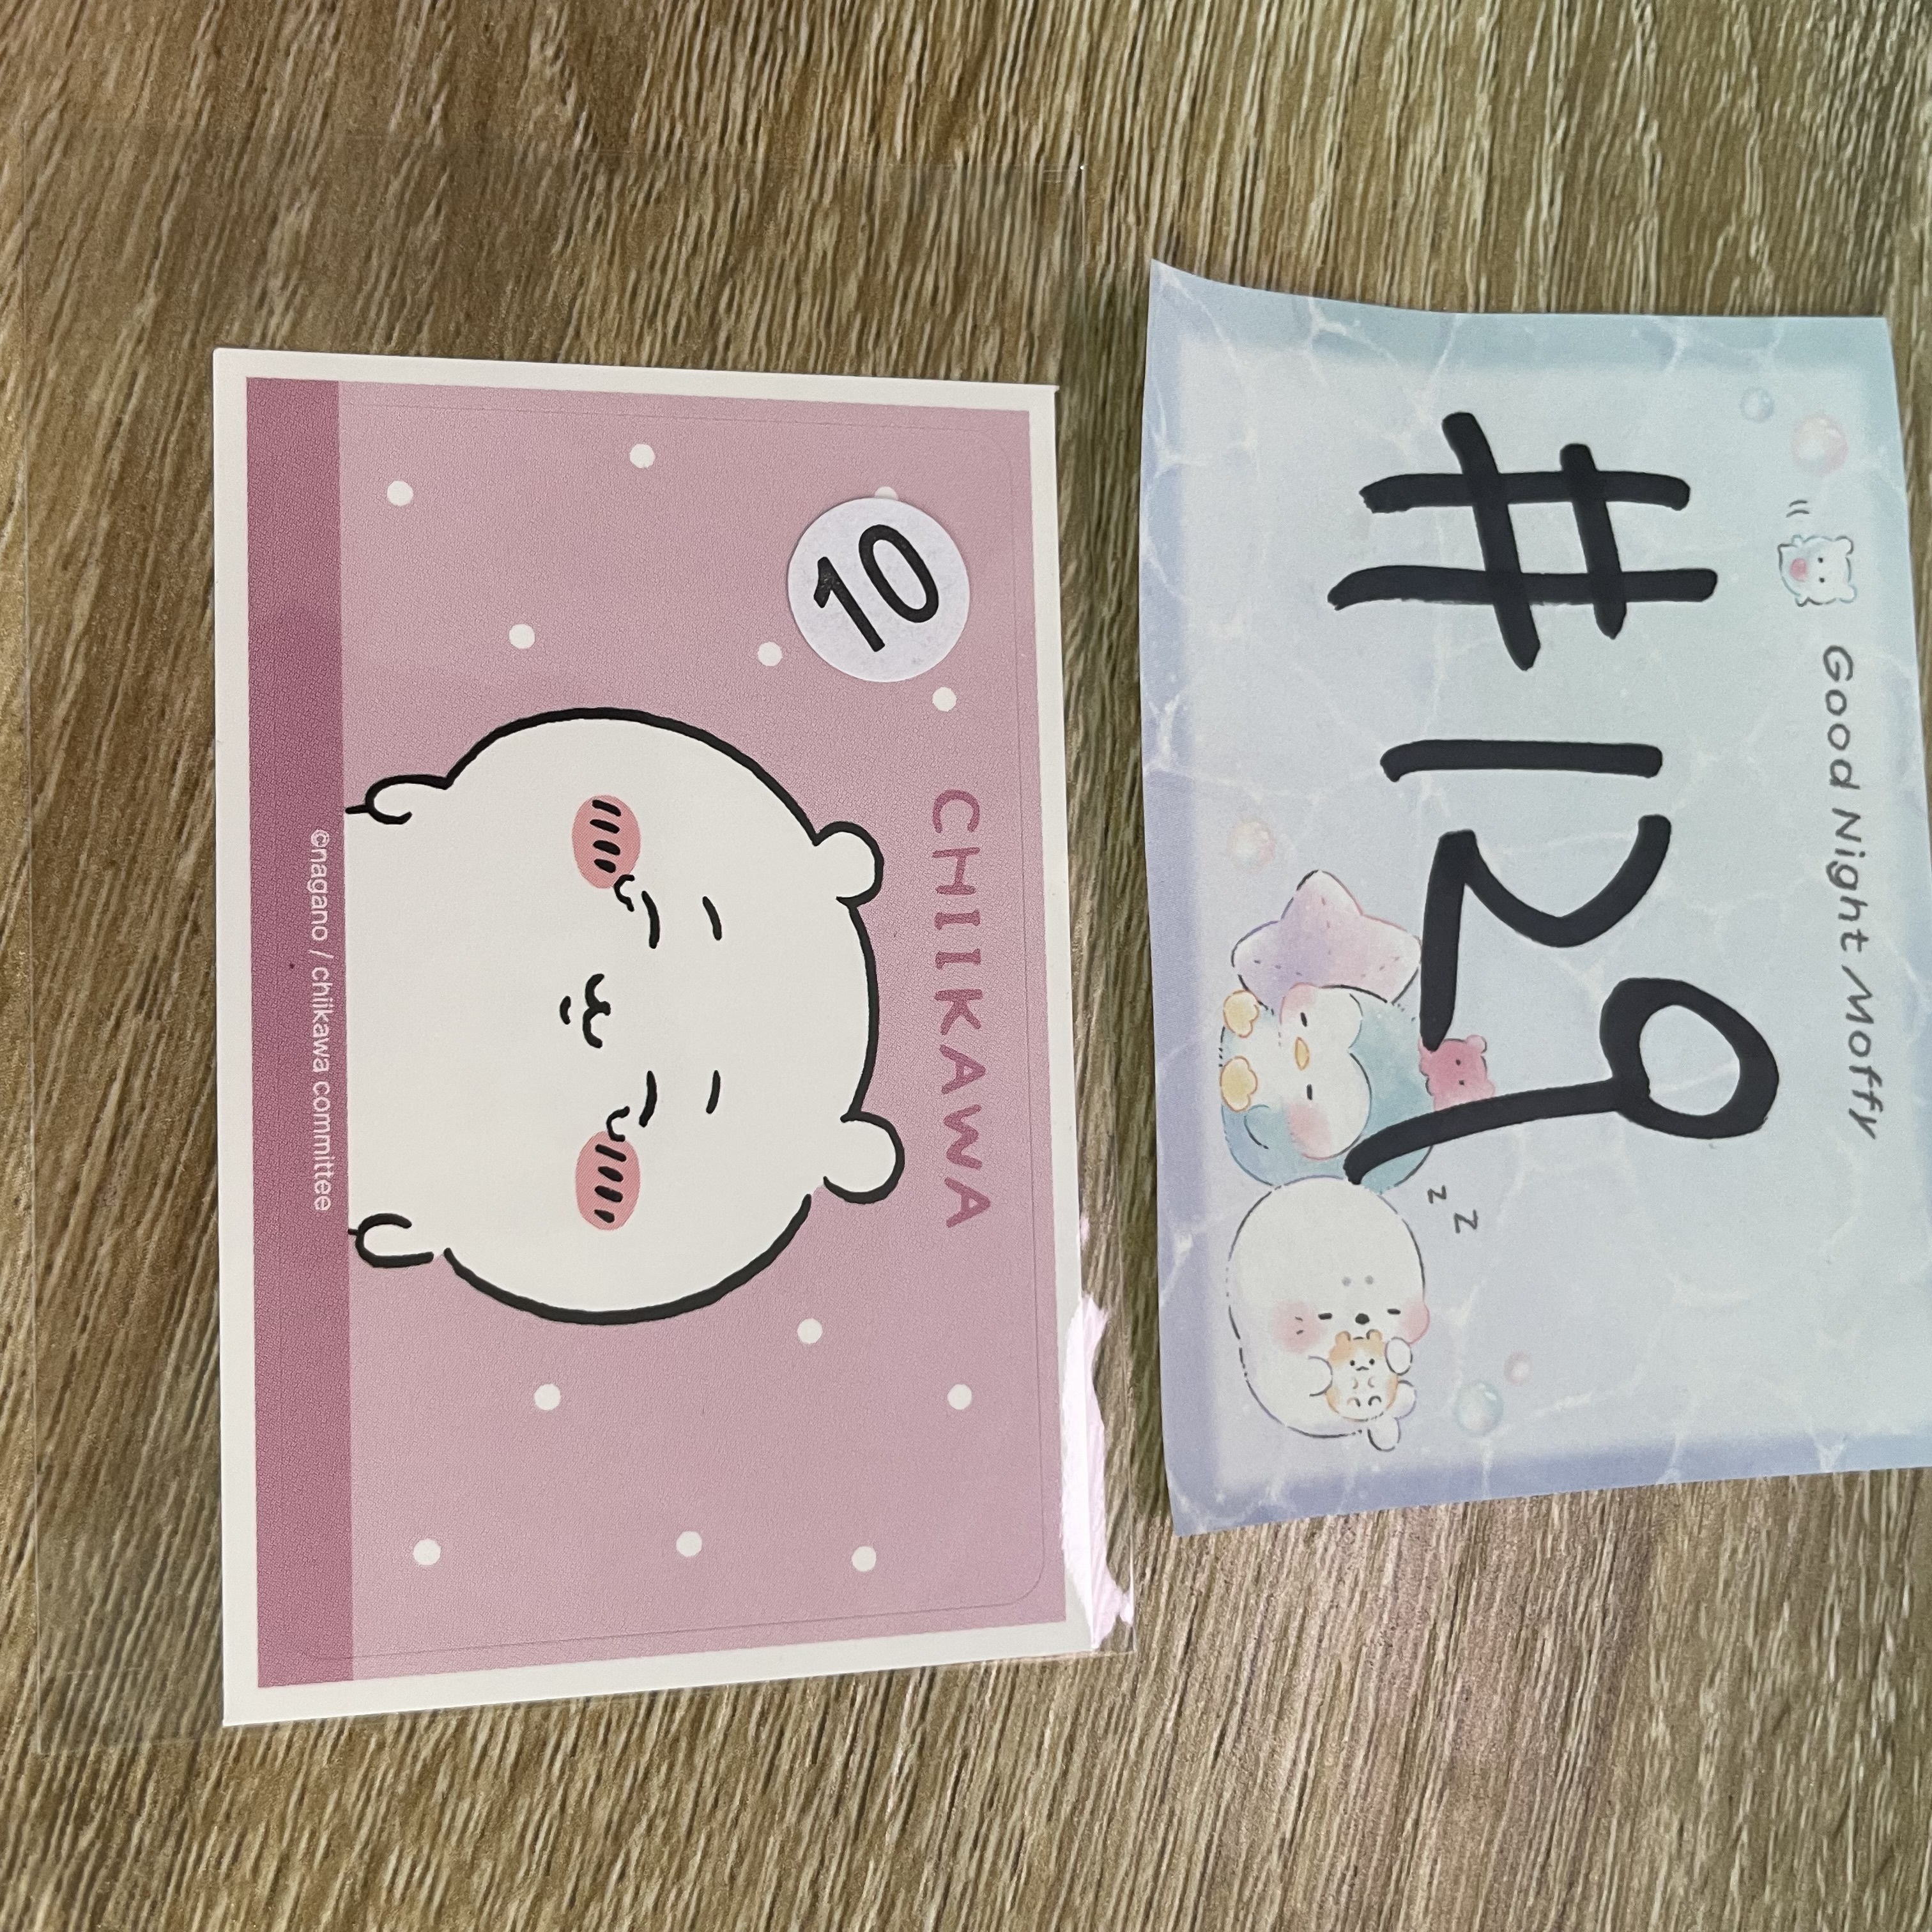 Good Night Moffy
#129
z
z
10
CHIIKAWA
©nagano / chiikawa committee